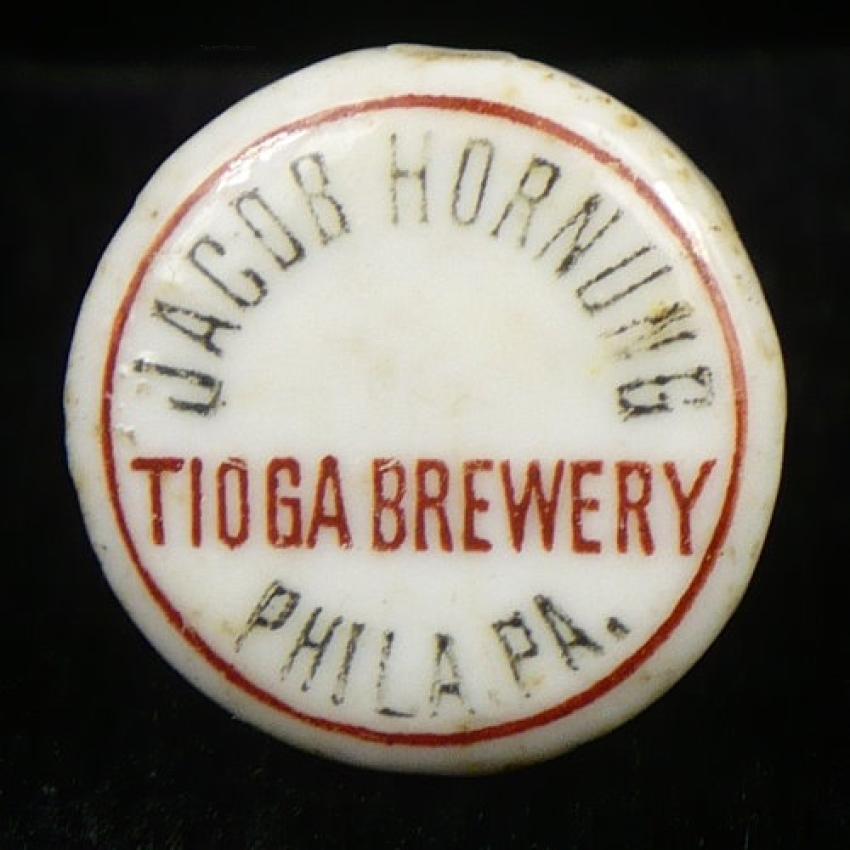 JACOB HORNUNG
TIOGA BREWERY
PHILA. PA.